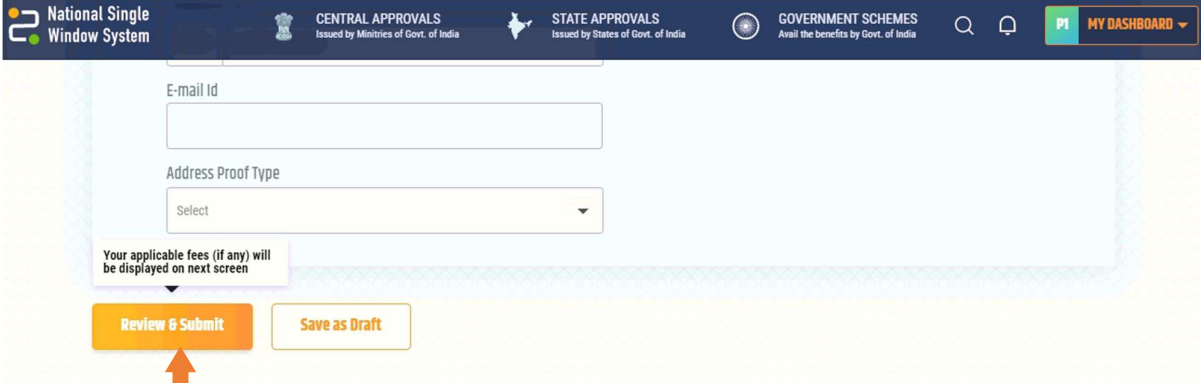 National Single
Window System
CENTRAL APPROVALS
Issued by Minitries of Govt. of India
STATE APPROVALS
Issued by States of Govt. of India
GOVERNMENT SCHEMES
Avail the benefits by Govt. of India
P1
MY DASHBOARD
E-mail Id
Address Proof Type
Select
Your applicable fees (if any) will
be displayed on next screen
Review & Submit
Save as Draft